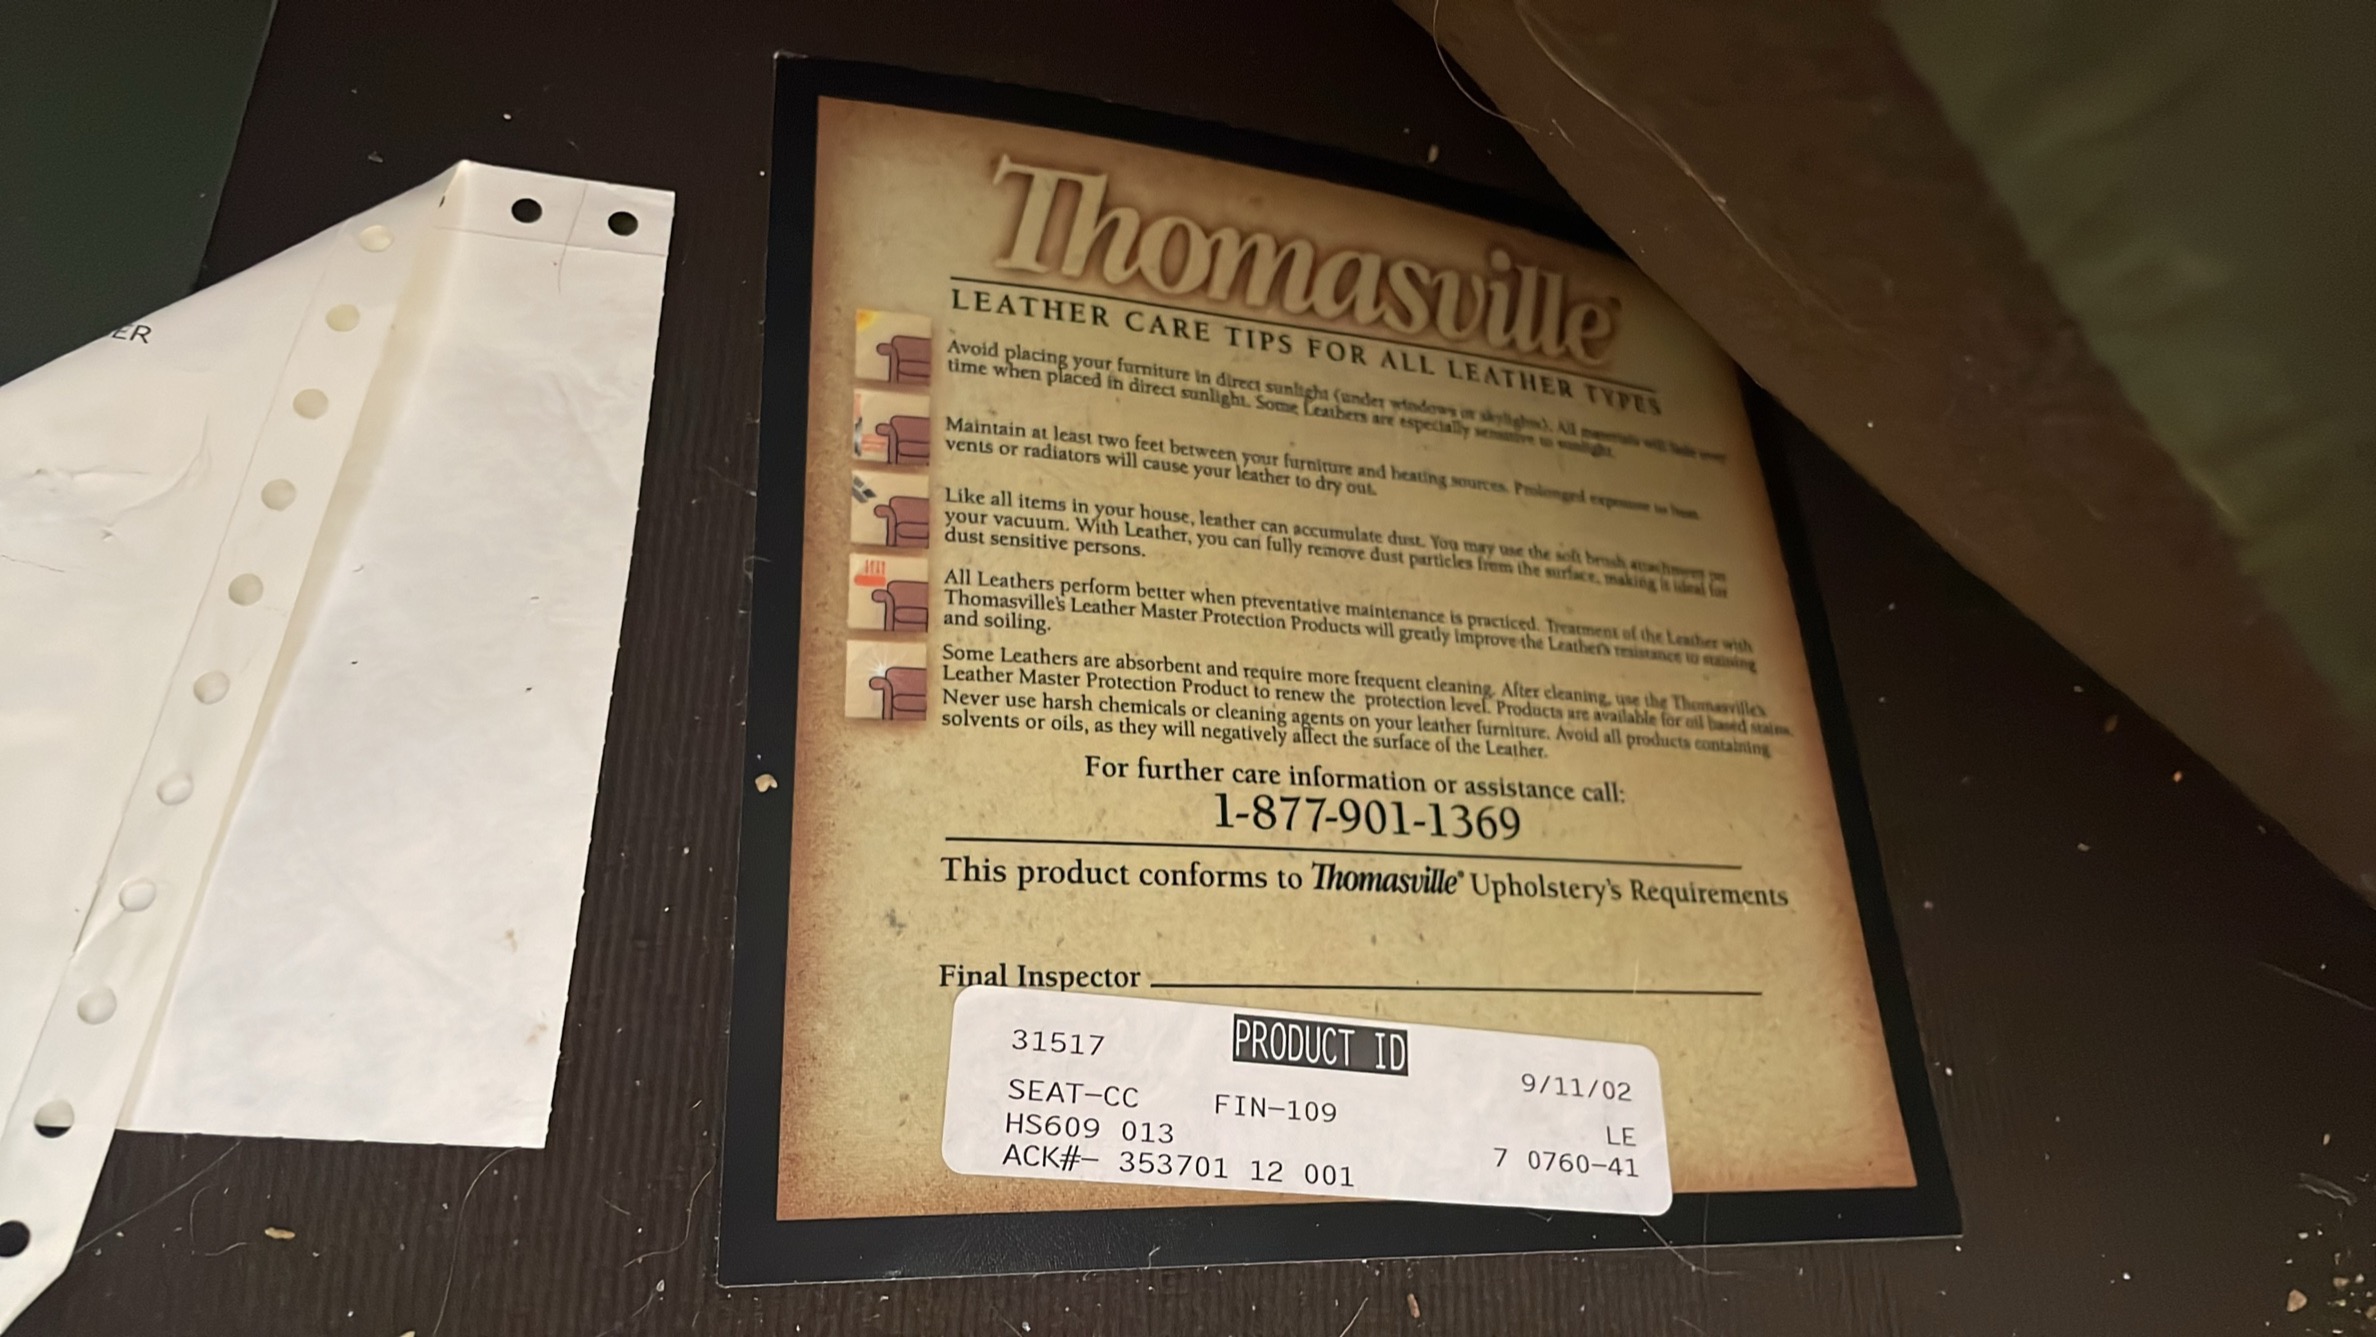 ER
Thomasville
LEATHER CARE TIPS FOR ALL LEATHER TYPES
Avoid placing your furniture in direct sunlight (under windows or skylights). All materials will fade over
time when placed in direct sunlight. Some Leathers are especially sensitive to sunlight.
Maintain at least two feet between your furniture and heating sources. Prolonged exposure to heat
vents or radiators will cause your leather to dry out.
Like all items in your house, leather can accumulate dust. You may use the soft brush attachment on
your vacuum. With Leather, you can fully remove dust particles from the surface, making it ideal for
dust sensitive persons.
All Leathers perform better when preventative maintenance is practiced. Treatment of the Leather with
Thomasville's Leather Master Protection Products will greatly improve the Leather's resistance to staining
and soiling.
Some Leathers are absorbent and require more frequent cleaning. After cleaning, use the Thomasville's
Leather Master Protection Product to renew the protection level. Products are available for oil based stains.
Never use harsh chemicals or cleaning agents on your leather furniture. Avoid all products containing
solvents or oils, as they will negatively affect the surface of the Leather.
For further care information or assistance call:
1-877-901-1369
This product conforms to Thomasville® Upholstery's Requirements
Final Inspector
31517 PRODUCT ID 9/11/02
SEAT-CC FIN-109 LE
HS609 013 7 0760-41
ACK#- 353701 12 001